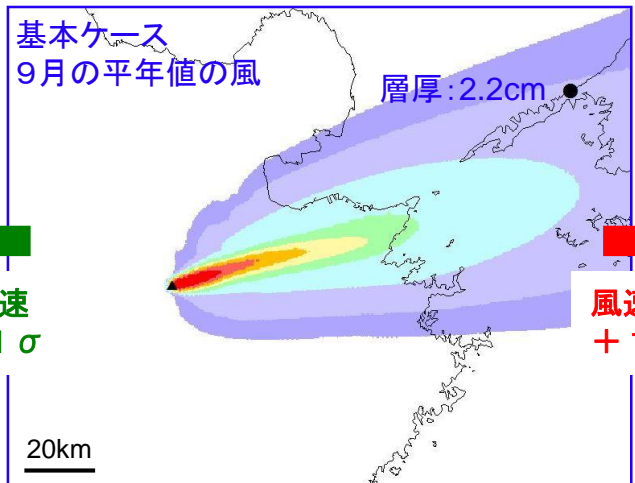 基本ケース
９月の平年値の風
層厚：2.2cm
速
σ
風速
＋
20km